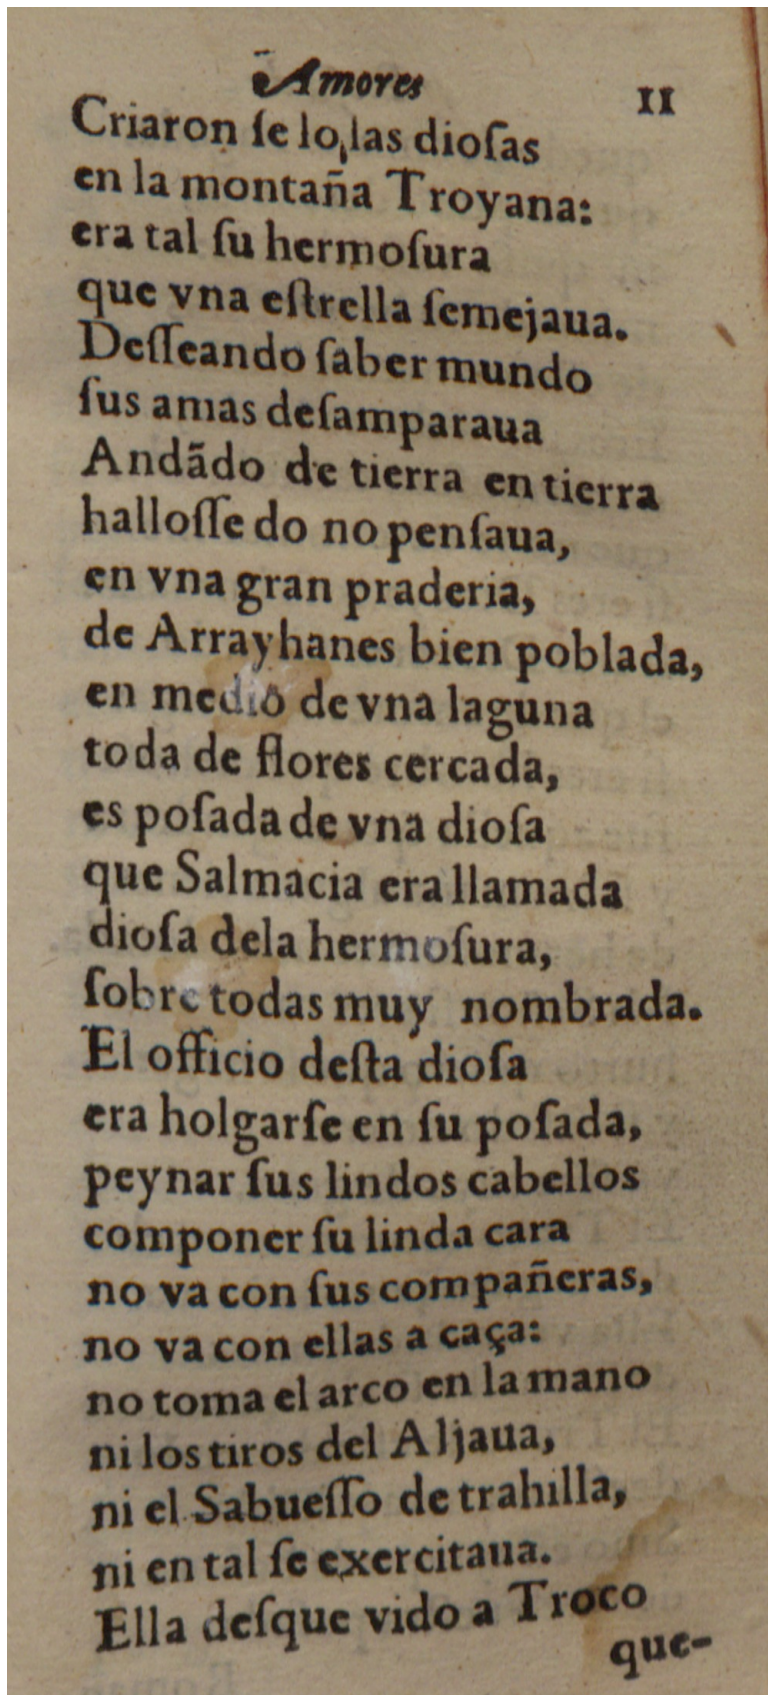 Amores
11
Criaron ſe lo las dioſas
en la montaña Troyana:
era tal ſu hermoſura
que vna eſtrella ſemejaua.
Deſſeando ſaber mundo
ſus amas deſamparaua
Andãdo de tierra en tierra
halloſſe do no penſaua,
en vna gran praderia,
de Arrayhanes bien poblada,
en medio de vna laguna
toda de flores cercada,
es poſada de vna dioſa
que Salmacia era llamada
dioſa dela hermoſura,
ſobre todas muy nombrada.
El officio deſta dioſa
era holgarſe en ſu poſada,
peynar ſus lindos cabellos
componer ſu linda cara
no va con ſus compañeras,
no va con ellas a caça:
no toma el arco en la mano
ni los tiros del Aljaua,
ni el Sabueſſo de trahilla,
ni en tal ſe exercitaua.
Ella deſque vido a Troco
que-